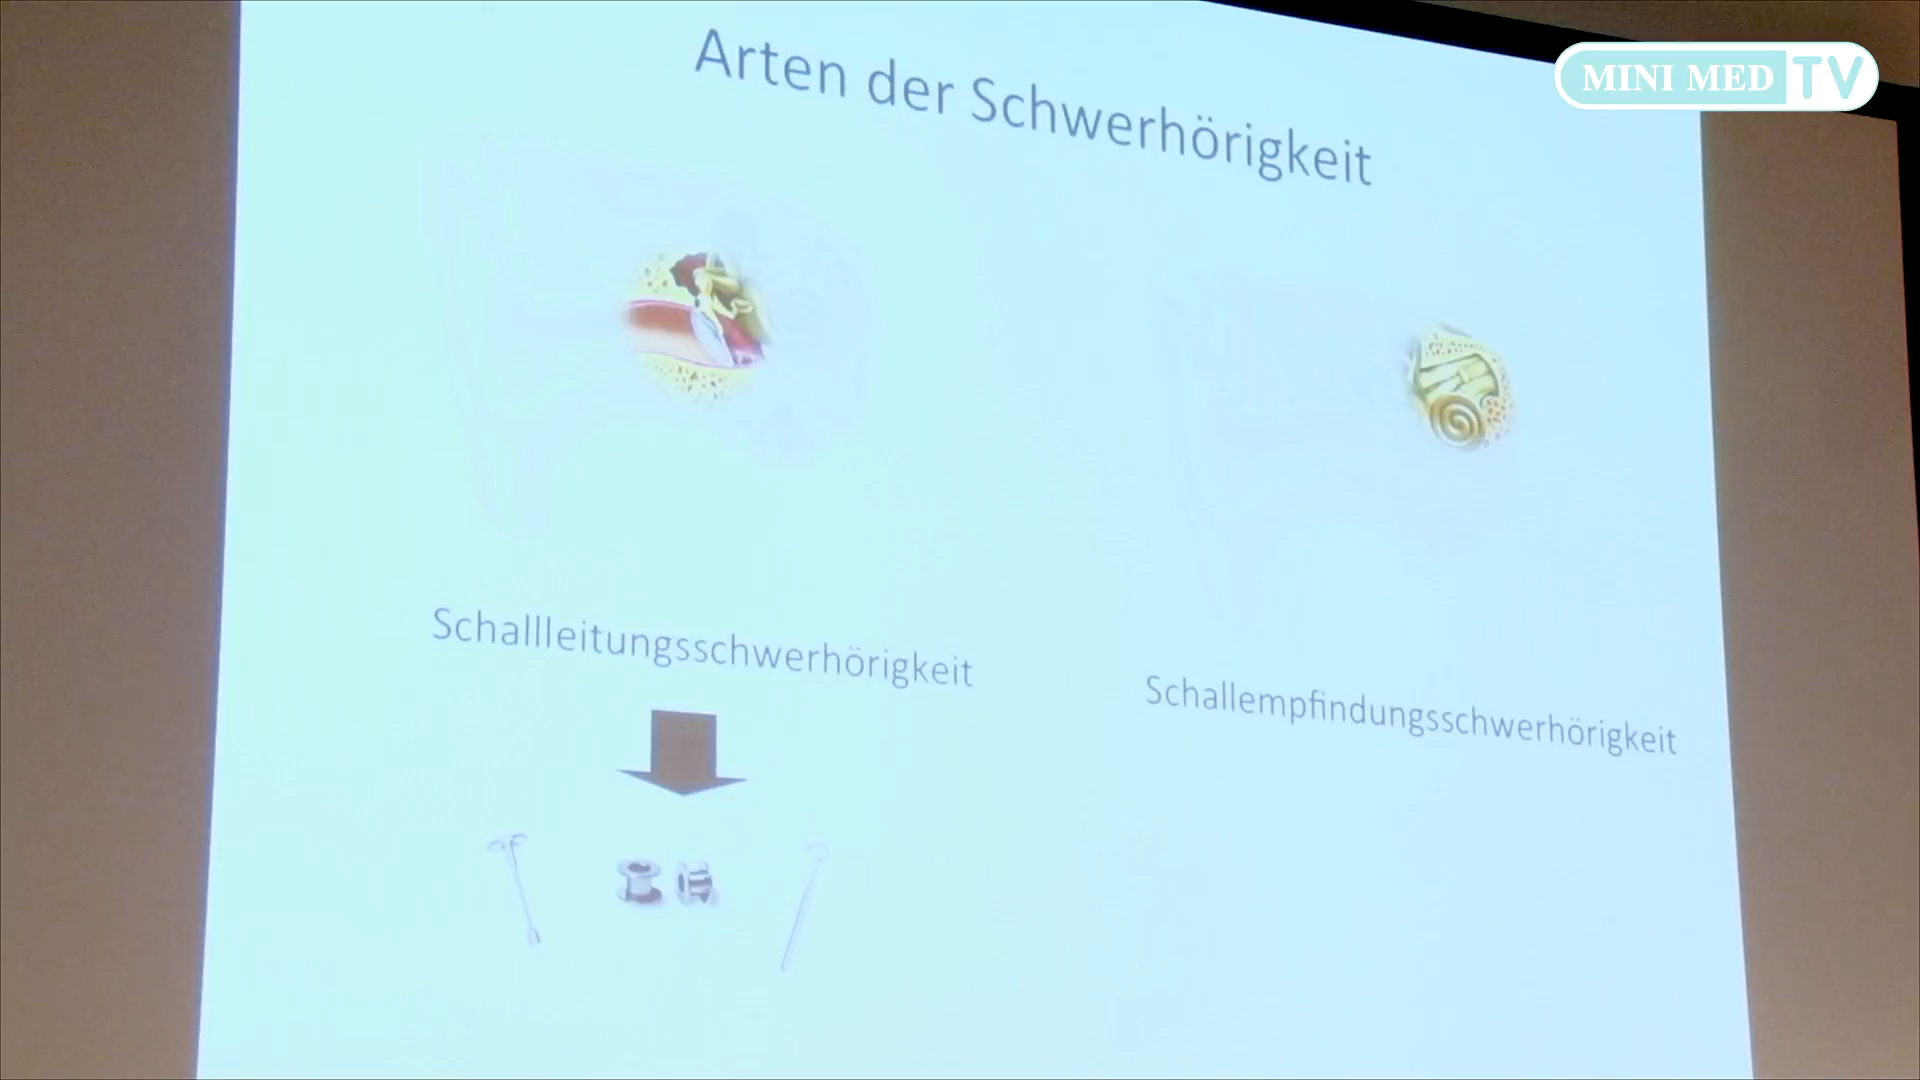 Arten der Schwerhörigkeit
MINI MED TV
Schallleitungsschwerhörigkeit
Schallempfindungsschwerhörigkeit